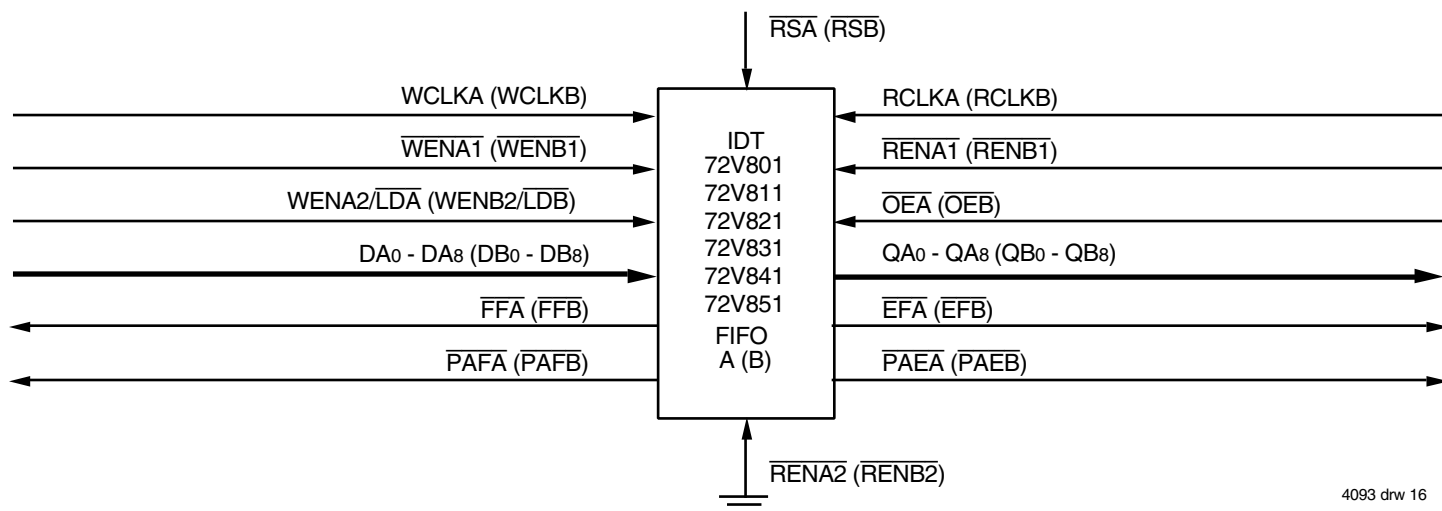 RSA (RSB)
WCLKA (WCLKB)
WENA1 (WENB1)
WENA2/LDA (WENB2/LDB)
DA0 - DA8 (DB0 - DB8)
FFA (FFB)
PAFA (PAFB)
IDT
72V801
72V811
72V821
72V831
72V841
72V851
FIFO
A (B)
RCLKA (RCLKB)
RENA1 (RENB1)
OEA (OEB)
QA0 - QA8 (QB0 - QB8)
EFA (EFB)
PAEA (PAEB)
RENA2 (RENB2)
4093 drw 16